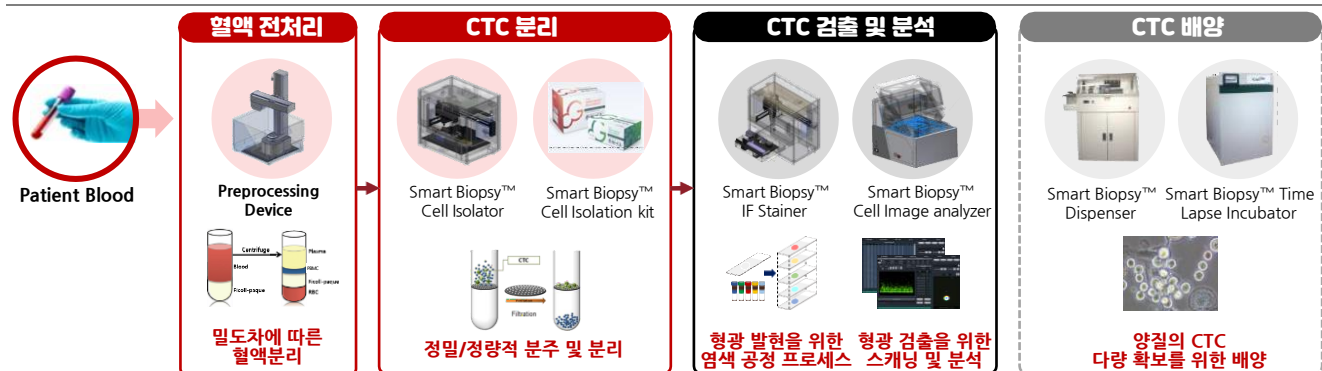 혈액 전처리
CTC 분리
CTC 검출 및 분석
CTC 배양
Patient Blood
Preprocessing
Device
Smart Biopsy™
Cell Isolator
Smart Biopsy™
Cell Isolation kit
Smart Biopsy™
IF Stainer
Smart Biopsy™
Cell Image analyzer
Smart Biopsy™
Dispenser
Smart Biopsy™ Time
Lapse Incubator
Centrifuge
Blood
Ficoll-paque
Plasma
Ficoll-paque
RBC
CTC
Filtration
밀도차에 따른
혈액분리
정밀/정량적 분주 및 분리
형광 발현을 위한
염색 공정 프로세스
형광 검출을 위한
스캐닝 및 분석
양질의 CTC
다량 확보를 위한 배양